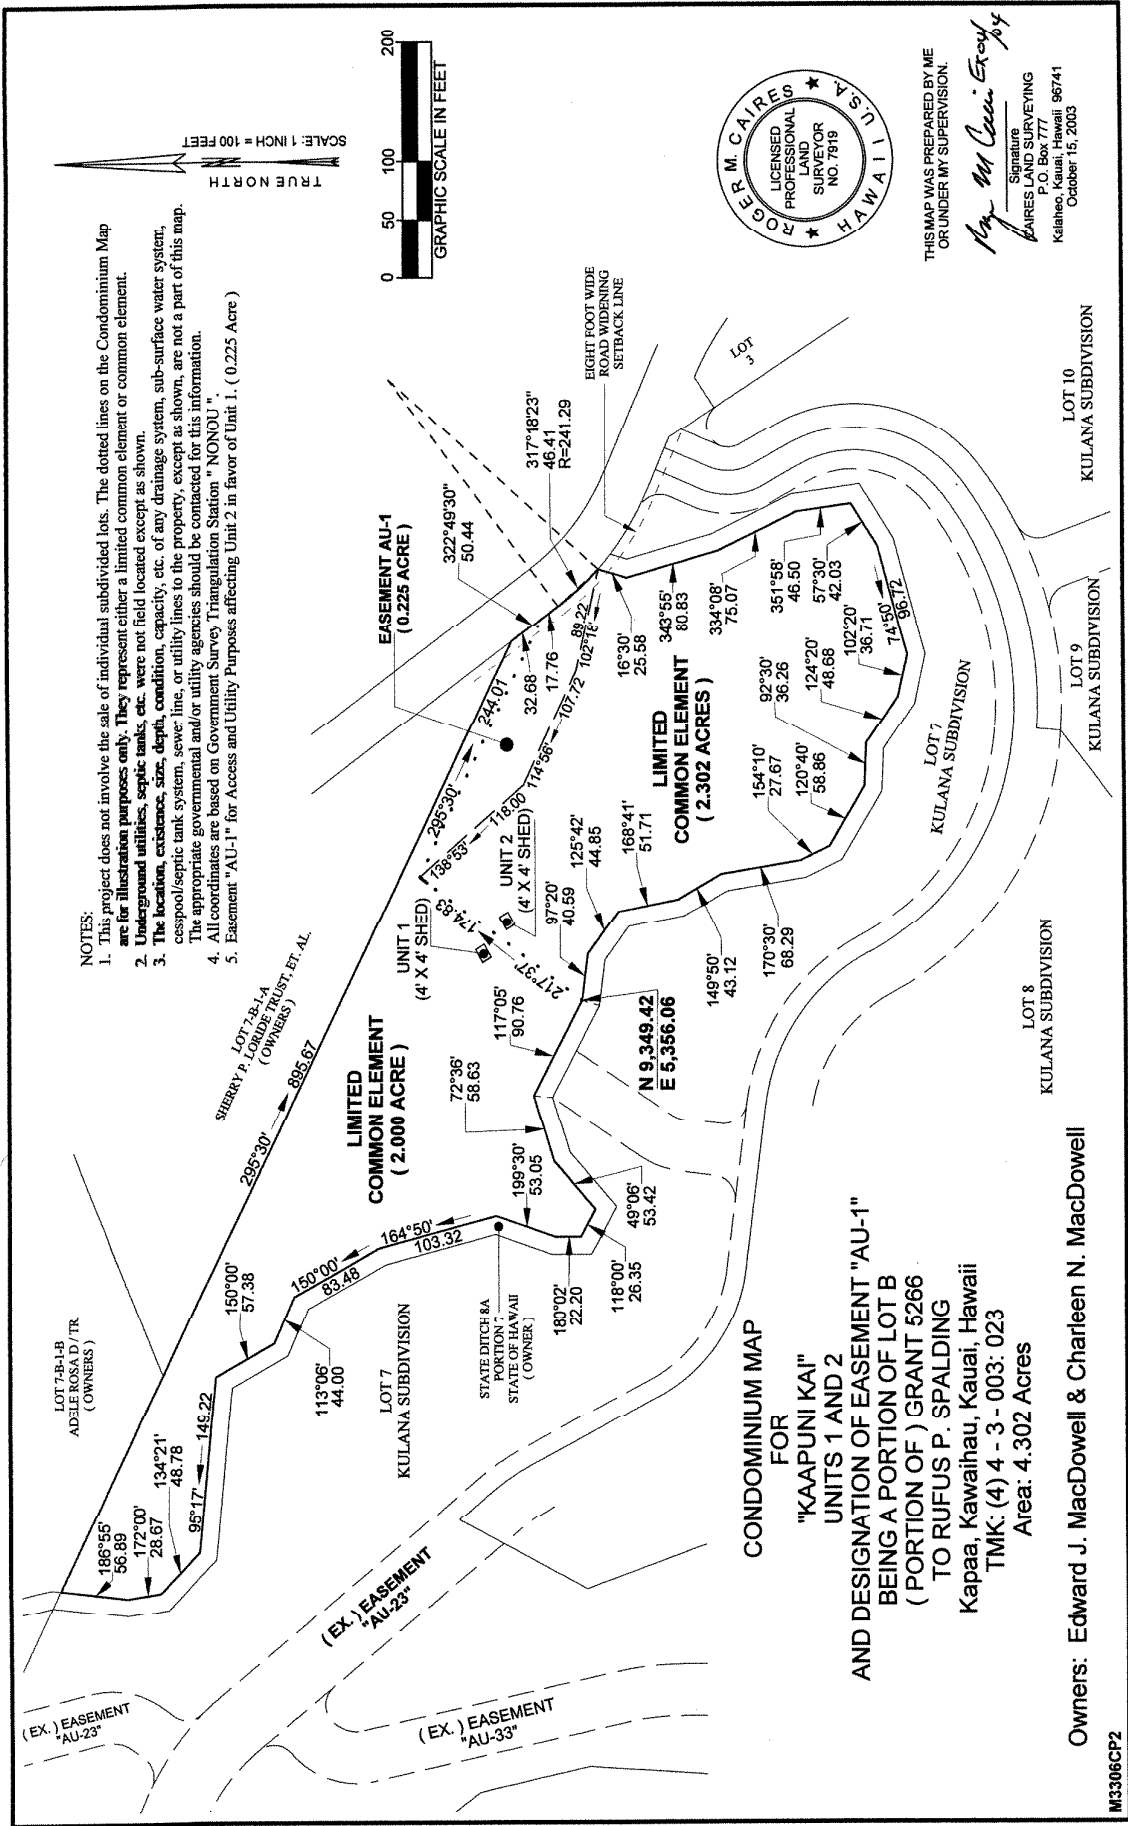 NOTES:
1. This project does not involve the sale of individual subdivided lots. The dotted lines on the Condominium Map
are for illustration purposes only. They represent either a limited common element or common element.
2. Underground utilities, septic tanks, etc. were not field located except as shown.
3. The location, existence, size, depth, condition, capacity, etc. of any drainage system, sub-surface water system,
cesspool/septic tank system, sewer line, or utility lines to the property, except as shown, are not a part of this map.
The appropriate governmental and/or utility agencies should be contacted for this information.
4. All coordinates are based on Government Survey Triangulation Station " NONOU ".
5. Easement "AU-1" for Access and Utility Purposes affecting Unit 2 in favor of Unit 1. ( 0.225 Acre )
TRUE NORTH
SCALE: 1 INCH = 100 FEET
0 50 100 200
GRAPHIC SCALE IN FEET
LOT 7-B-1-B
ADELE ROSA D / TR
( OWNERS )
LOT 7-B-1-A
SHERRY P. LORIDE TRUST, ET. AL.
( OWNERS )
295°30' 895.67
186°55'
56.89
172°00'
28.67
134°21'
48.78
95°17' 149.22
150°00'
57.38
113°06'
44.00
150°00'
83.48
164°50'
103.32
199°30'
53.05
180°02'
22.20
118°00'
26.35
49°06'
53.42
72°36'
58.63
117°05'
90.76
97°20'
40.59
125°42'
44.85
168°41'
51.71
149°50'
43.12
170°30'
68.29
154°10'
27.67
120°40'
58.86
92°30'
36.26
124°20'
48.68
102°20'
36.71
74°50'
96.72
57°30'
42.03
351°58'
46.50
334°08'
75.07
343°55'
80.83
16°30'
25.58
317°18'23"
46.41
R=241.29
322°49'30"
50.44
32.68
17.76
89.22
102°18'
107.72
114°56'
118.00
138°53'
295°30' 244.01
217°37' 174.83
EASEMENT AU-1
( 0.225 ACRE )
UNIT 1
(4' X 4' SHED)
UNIT 2
(4' X 4' SHED)
LIMITED
COMMON ELEMENT
( 2.000 ACRE )
LIMITED
COMMON ELEMENT
( 2.302 ACRES )
N 9,349.42
E 5,356.06
EIGHT FOOT WIDE
ROAD WIDENING
SETBACK LINE
LOT
3
STATE DITCH 8A
PORTION 7
STATE OF HAWAII
( OWNER )
LOT 7
KULANA SUBDIVISION
LOT 7
KULANA SUBDIVISION
LOT 8
KULANA SUBDIVISION
LOT 9
KULANA SUBDIVISION
LOT 10
KULANA SUBDIVISION
( EX. ) EASEMENT
"AU-23"
( EX. ) EASEMENT
"AU-23"
( EX. ) EASEMENT
"AU-33"
ROGER M. CAIRES
LICENSED
PROFESSIONAL
LAND
SURVEYOR
NO. 7919
HAWAII U.S.A.
THIS MAP WAS PREPARED BY ME
OR UNDER MY SUPERVISION.
Signature
CAIRES LAND SURVEYING
P.O. Box 777
Kalaheo, Kauai, Hawaii 96741
October 15, 2003
CONDOMINIUM MAP
FOR
"KAAPUNI KAI"
UNITS 1 AND 2
AND DESIGNATION OF EASEMENT "AU-1"
BEING A PORTION OF LOT B
( PORTION OF ) GRANT 5266
TO RUFUS P. SPALDING
Kapaa, Kawaihau, Kauai, Hawaii
TMK: (4) 4 - 3 - 003: 023
Area: 4.302 Acres
Owners: Edward J. MacDowell & Charleen N. MacDowell
M3306CP2